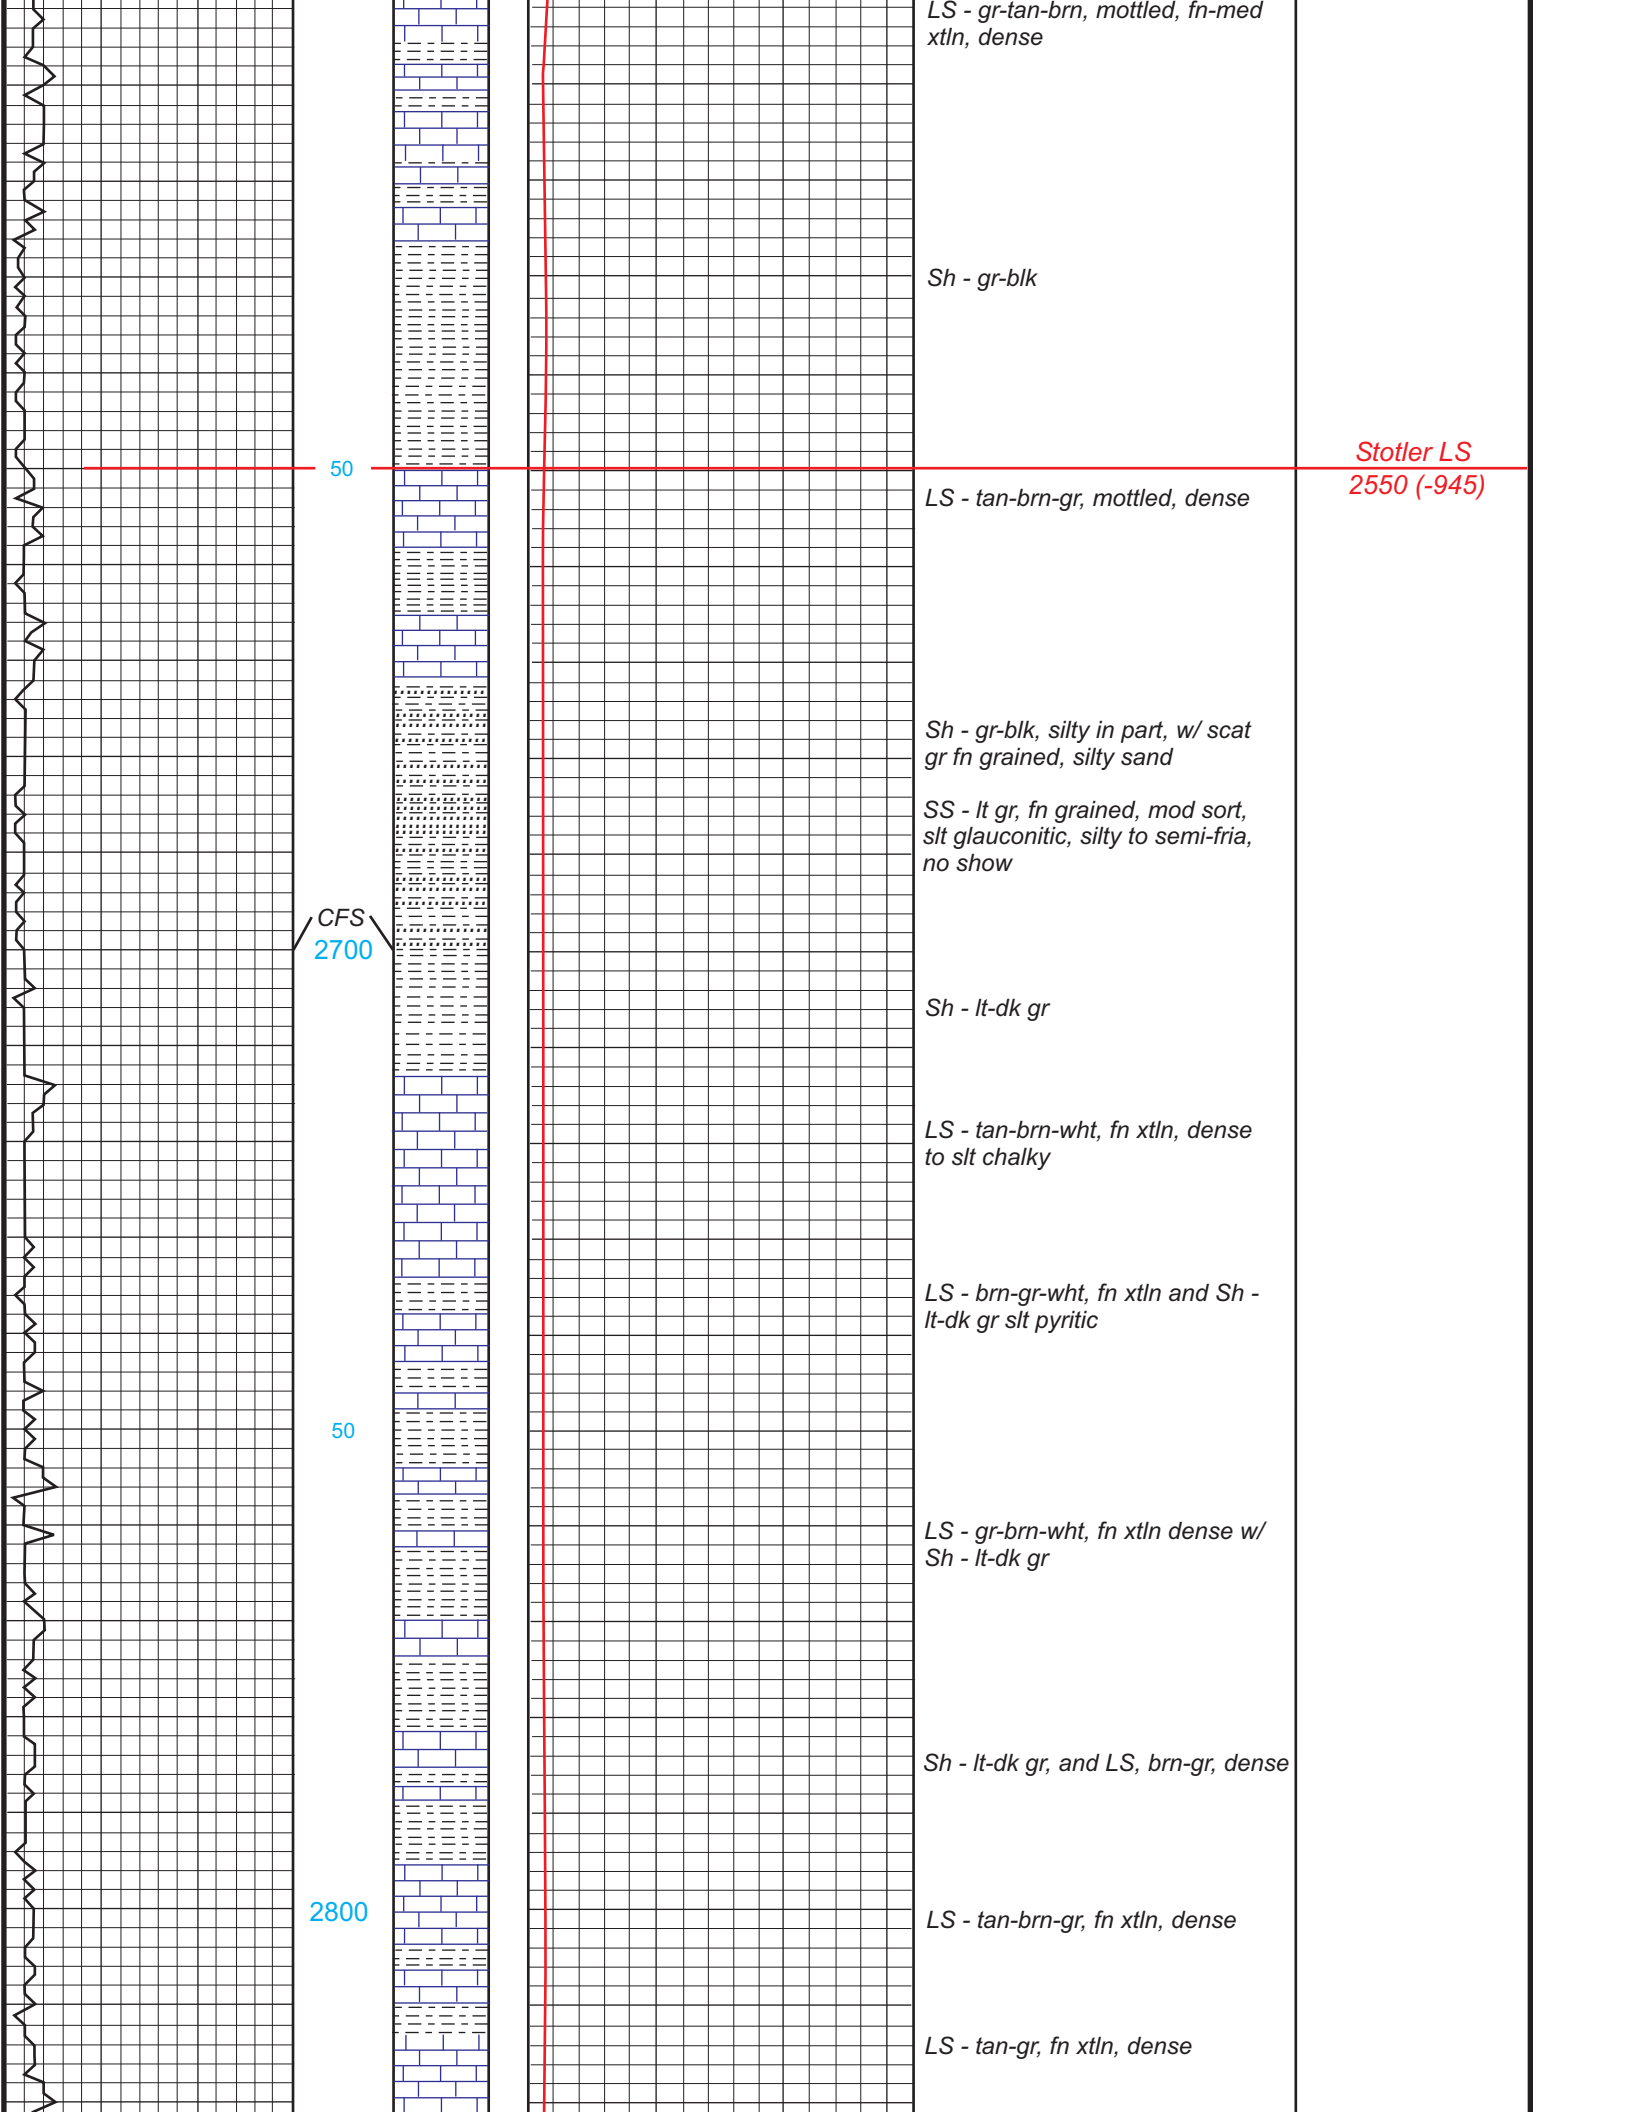 LS - gr-tan-brn, mottled, fn-med
xtln, dense
Sh - gr-blk
50
Stotler LS
2550 (-945)
LS - tan-brn-gr, mottled, dense
Sh - gr-blk, silty in part, w/ scat
gr fn grained, silty sand
SS - lt gr, fn grained, mod sort,
slt glauconitic, silty to semi-fria,
no show
CFS
2700
Sh - lt-dk gr
LS - tan-brn-wht, fn xtln, dense
to slt chalky
LS - brn-gr-wht, fn xtln and Sh -
lt-dk gr slt pyritic
50
LS - gr-brn-wht, fn xtln dense w/
Sh - lt-dk gr
Sh - lt-dk gr, and LS, brn-gr, dense
2800
LS - tan-brn-gr, fn xtln, dense
LS - tan-gr, fn xtln, dense